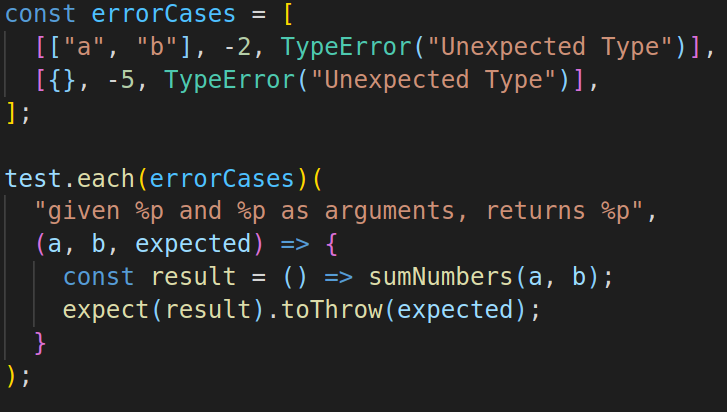 const errorCases = [
  [["a", "b"], -2, TypeError("Unexpected Type")],
  [{}, -5, TypeError("Unexpected Type")],
];

test.each(errorCases)(
  "given %p and %p as arguments, returns %p",
  (a, b, expected) => {
    const result = () => sumNumbers(a, b);
    expect(result).toThrow(expected);
  }
);